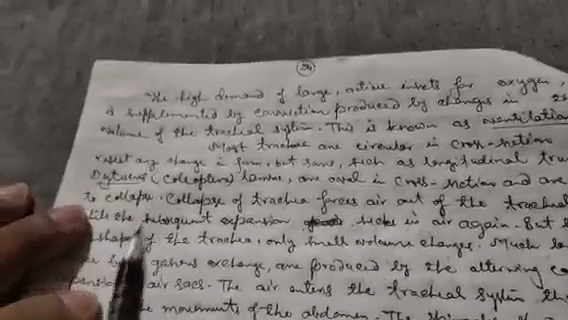 24
The high demand of large, active insects for oxygen,
is supplemented by convection produced by changes in
volume of the tracheal system. This is known as ventilation
Most tracheae are circular in cross-section
resist any change in form, but some, such as longitudinal
Dytiscus (Coleoptera) larvae, are oval in cross-section and are
to collapse. Collapse of trachea forces air out of the tracheal
while the subsequent expansion sucks in air again. But
shape of the trachea, only small volume changes. Much
gaseous exchange, are produced by the altering
air sacs. The air enters the tracheal system
the movements of the abdomen. The